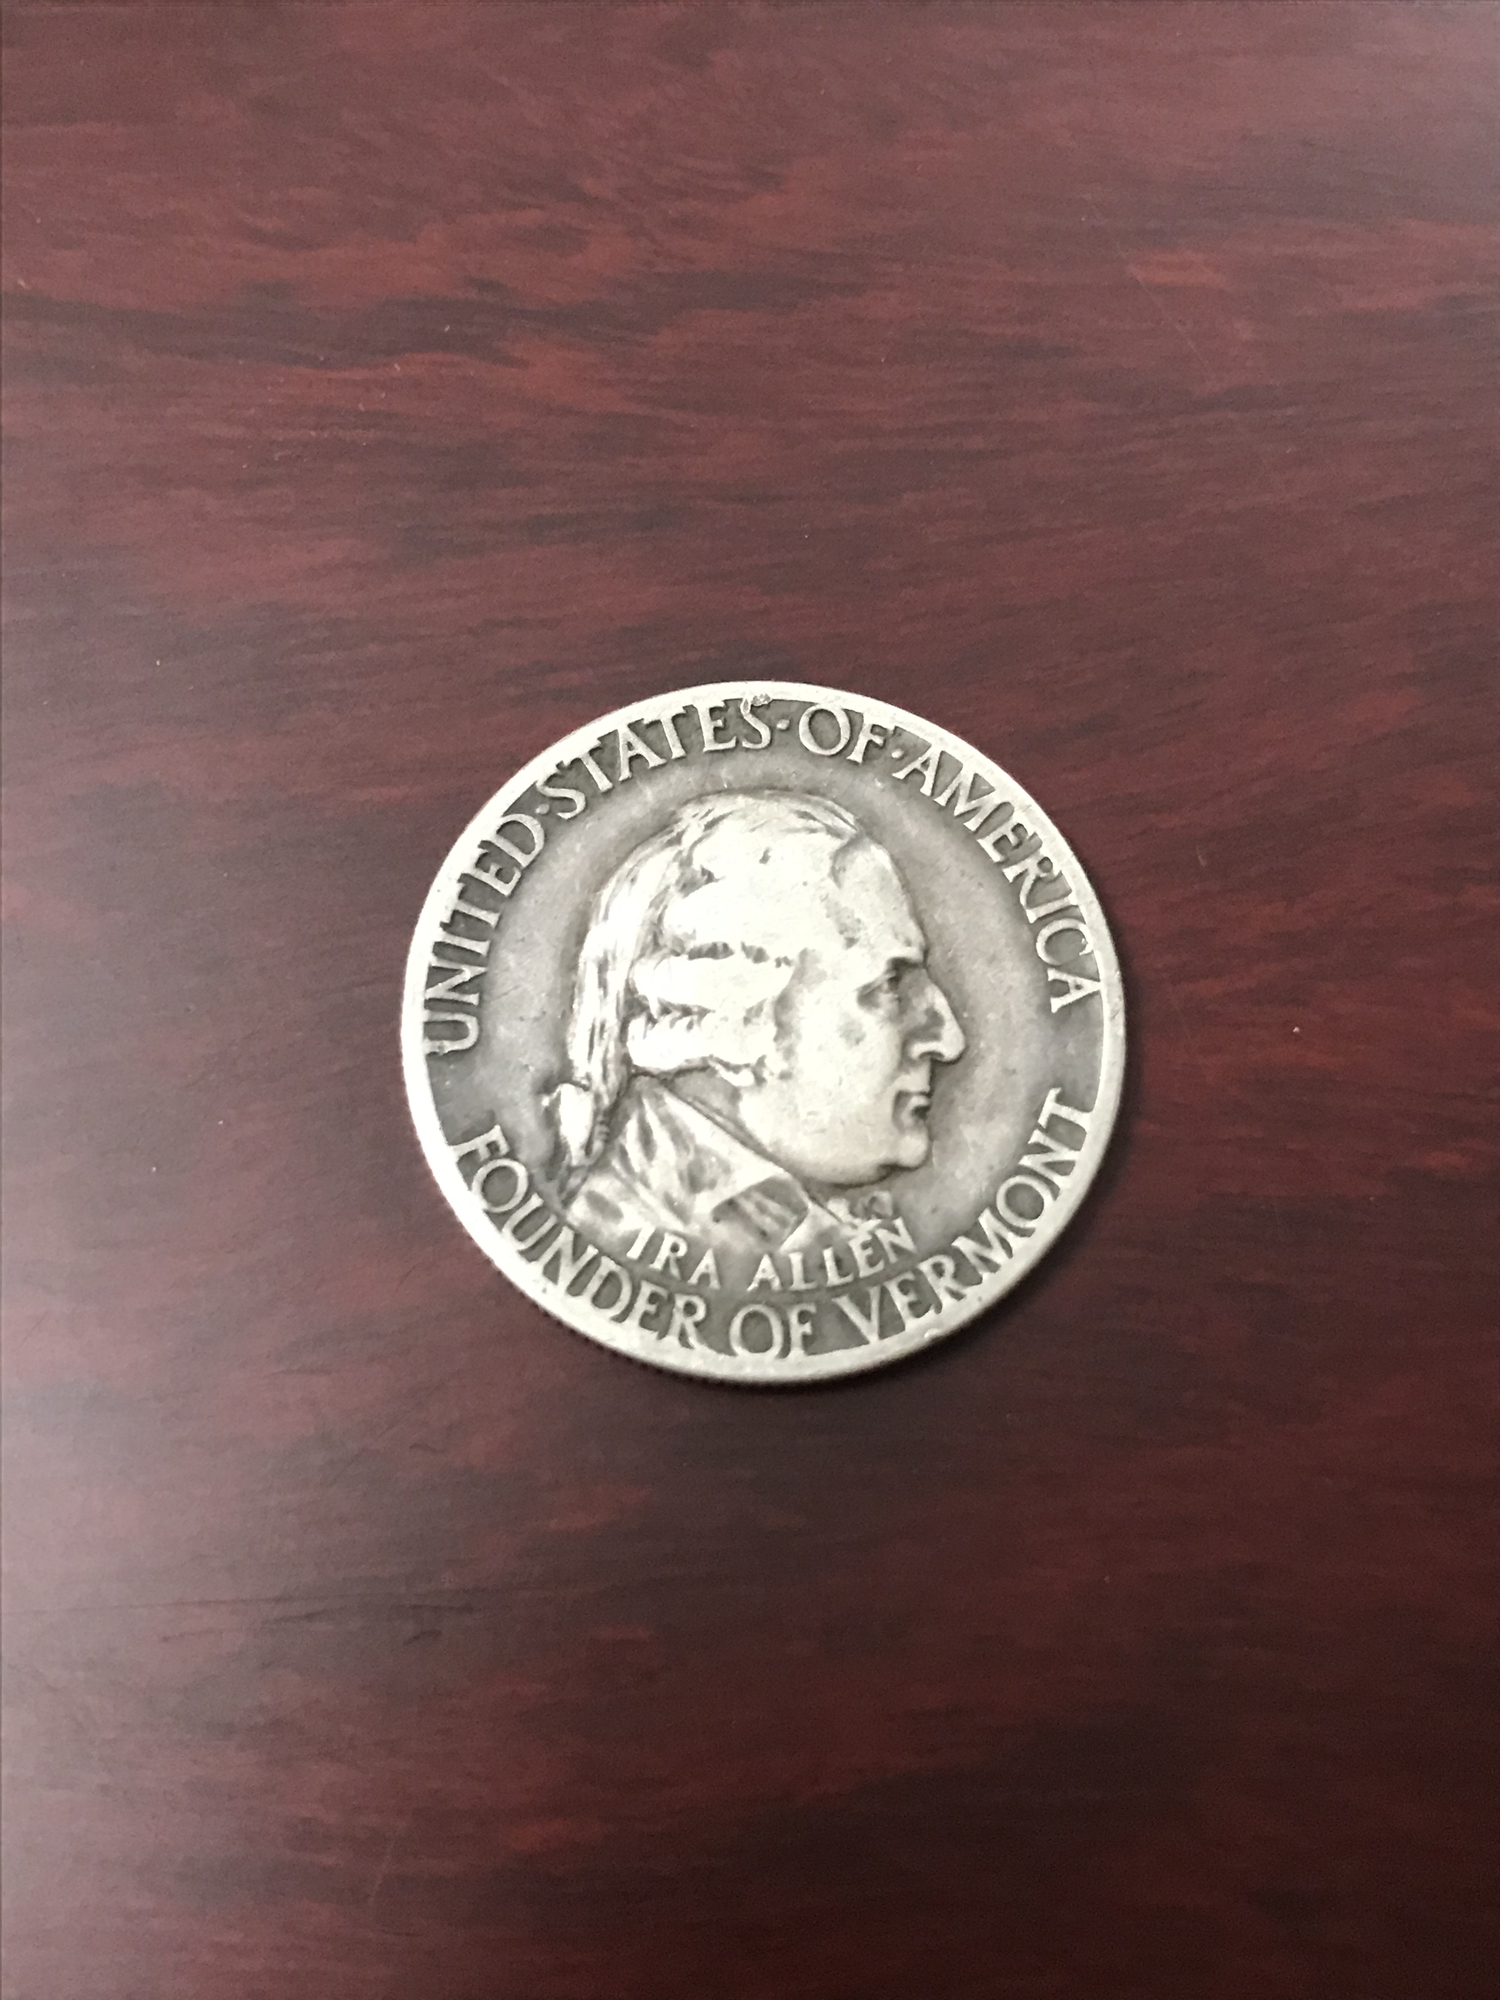 UNITED·STATES·OF·AMERICA
IRA ALLEN
FOUNDER OF VERMONT